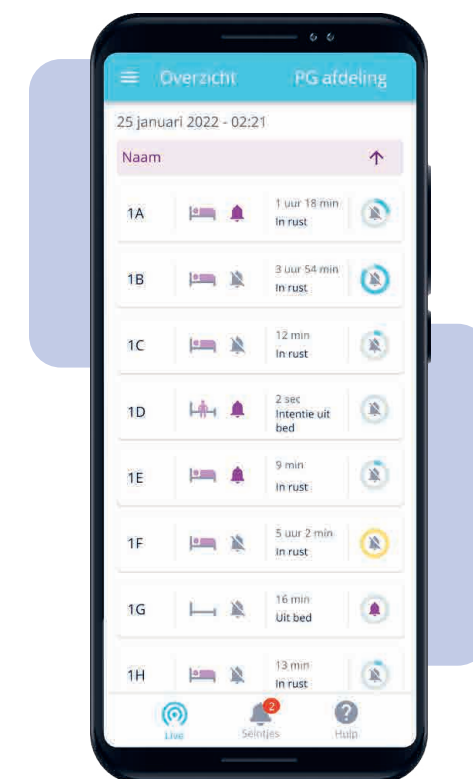 Overzicht PG afdeling
25 januari 2022 - 02:21
Naam
1A 1 uur 18 min
In rust
1B 3 uur 54 min
In rust
1C 12 min
In rust
1D 2 sec
Intentie uit
bed
1E 9 min
In rust
1F 5 uur 2 min
In rust
1G 16 min
Uit bed
1H 13 min
In rust
2
Live Seintjes Hulp